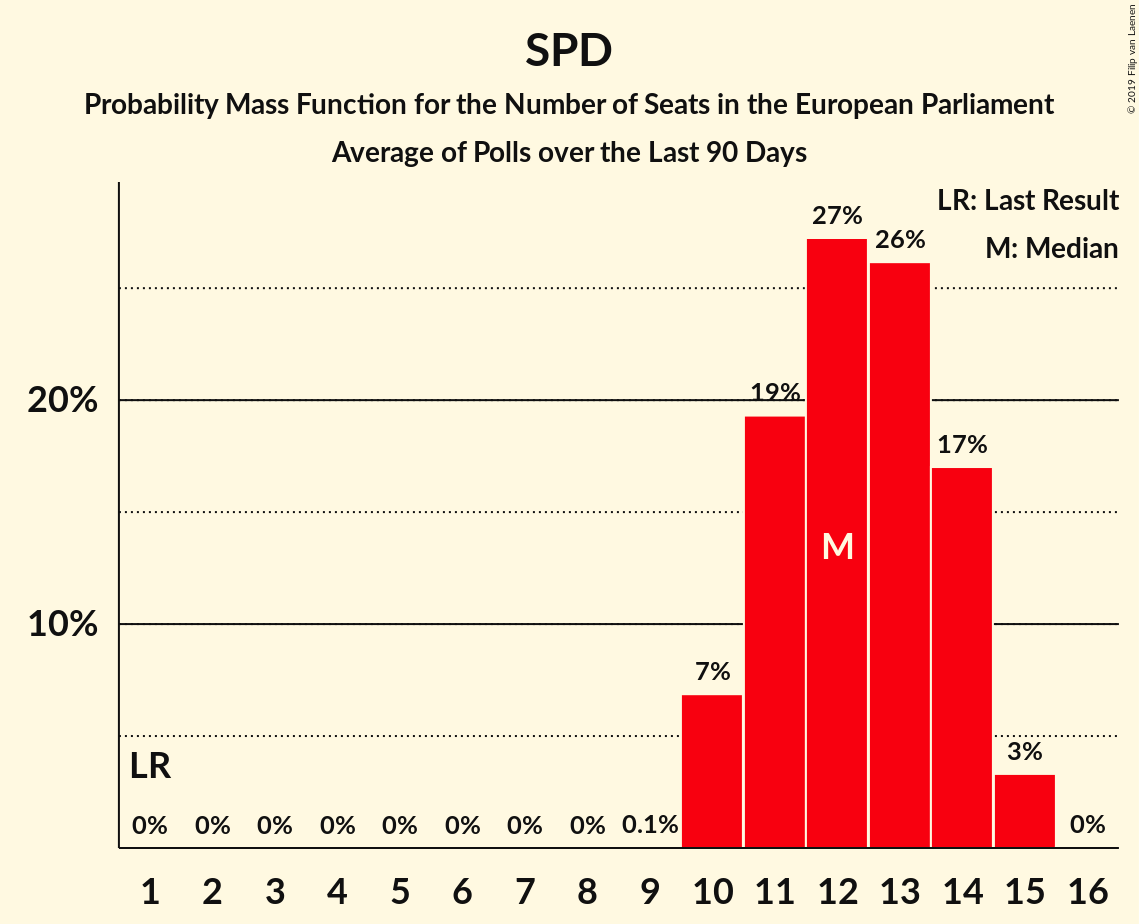 SPD
Probability Mass Function for the Number of Seats in the European Parliament
Average of Polls over the Last 90 Days
© 2019 Filip van Laenen
LR: Last Result
M: Median
27%
26%
20%
19%
17%
M
10%
7%
LR
3%
0% 0% 0% 0% 0% 0% 0% 0% 0.1% 0%
1 2 3 4 5 6 7 8 9 10 11 12 13 14 15 16